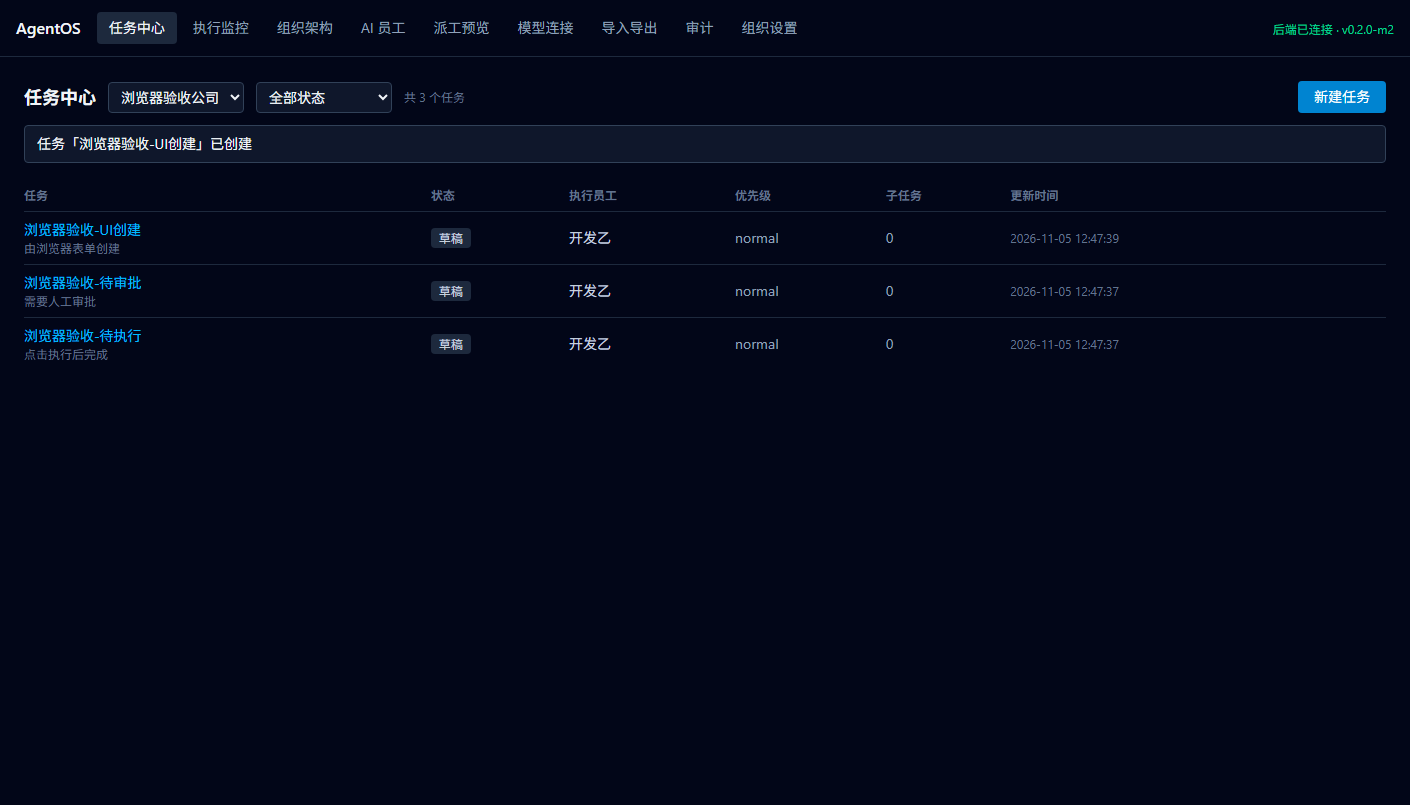 AgentOS 任务中心 执行监控 组织架构 AI 员工 派工预览 模型连接 导入导出 审计 组织设置 后端已连接 · v0.2.0-m2
任务中心 浏览器验收公司 全部状态 共 3 个任务 新建任务
任务「浏览器验收-UI创建」已创建
任务 状态 执行员工 优先级 子任务 更新时间
浏览器验收-UI创建 草稿 开发乙 normal 0 2026-11-05 12:47:39
由浏览器表单创建
浏览器验收-待审批 草稿 开发乙 normal 0 2026-11-05 12:47:37
需要人工审批
浏览器验收-待执行 草稿 开发乙 normal 0 2026-11-05 12:47:37
点击执行后完成